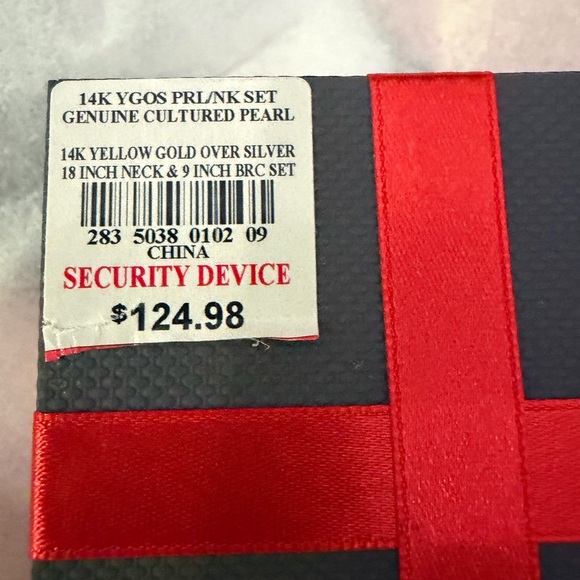 14K YGOS PRL/NK SET
GENUINE CULTURED PEARL
14K YELLOW GOLD OVER SILVER
18 INCH NECK & 9 INCH BRC SET
283 5038 0102 09
CHINA
SECURITY DEVICE
$124.98